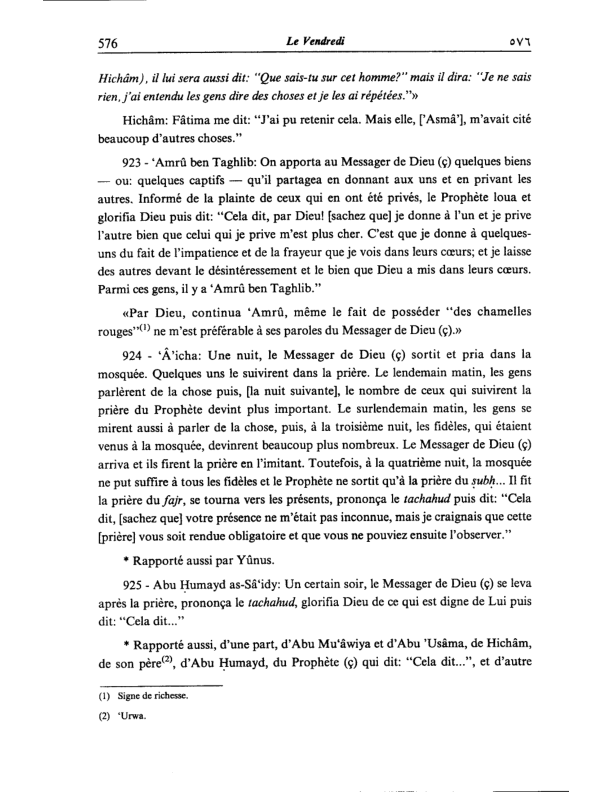 576 Le Vendredi ٥٧٦
Hichâm), il lui sera aussi dit: “Que sais-tu sur cet homme?” mais il dira: “Je ne sais
rien, j'ai entendu les gens dire des choses et je les ai répétées.”»
Hichâm: Fâtima me dit: “J'ai pu retenir cela. Mais elle, ['Asmâ'], m'avait cité
beaucoup d'autres choses.”
923 - ‘Amrû ben Taghlib: On apporta au Messager de Dieu (ç) quelques biens
— ou: quelques captifs — qu'il partagea en donnant aux uns et en privant les
autres. Informé de la plainte de ceux qui en ont été privés, le Prophète loua et
glorifia Dieu puis dit: “Cela dit, par Dieu! [sachez que] je donne à l'un et je prive
l'autre bien que celui qui je prive m'est plus cher. C'est que je donne à quelques-
uns du fait de l'impatience et de la frayeur que je vois dans leurs cœurs; et je laisse
des autres devant le désintéressement et le bien que Dieu a mis dans leurs cœurs.
Parmi ces gens, il y a ‘Amrû ben Taghlib.”
«Par Dieu, continua ‘Amrû, même le fait de posséder “des chamelles
rouges”(1) ne m'est préférable à ses paroles du Messager de Dieu (ç).»
924 - ‘Â'icha: Une nuit, le Messager de Dieu (ç) sortit et pria dans la
mosquée. Quelques uns le suivirent dans la prière. Le lendemain matin, les gens
parlèrent de la chose puis, [la nuit suivante], le nombre de ceux qui suivirent la
prière du Prophète devint plus important. Le surlendemain matin, les gens se
mirent aussi à parler de la chose, puis, à la troisième nuit, les fidèles, qui étaient
venus à la mosquée, devinrent beaucoup plus nombreux. Le Messager de Dieu (ç)
arriva et ils firent la prière en l'imitant. Toutefois, à la quatrième nuit, la mosquée
ne put suffire à tous les fidèles et le Prophète ne sortit qu'à la prière du ṣubḥ... Il fit
la prière du fajr, se tourna vers les présents, prononça le tachahud puis dit: “Cela
dit, [sachez que] votre présence ne m'était pas inconnue, mais je craignais que cette
[prière] vous soit rendue obligatoire et que vous ne pouviez ensuite l'observer.”
* Rapporté aussi par Yûnus.
925 - Abu Ḥumayd as-Sâ‘idy: Un certain soir, le Messager de Dieu (ç) se leva
après la prière, prononça le tachahud, glorifia Dieu de ce qui est digne de Lui puis
dit: “Cela dit...”
* Rapporté aussi, d'une part, d'Abu Mu‘âwiya et d'Abu 'Usâma, de Hichâm,
de son père(2), d'Abu Ḥumayd, du Prophète (ç) qui dit: “Cela dit...”, et d'autre
(1) Signe de richesse.
(2) ‘Urwa.